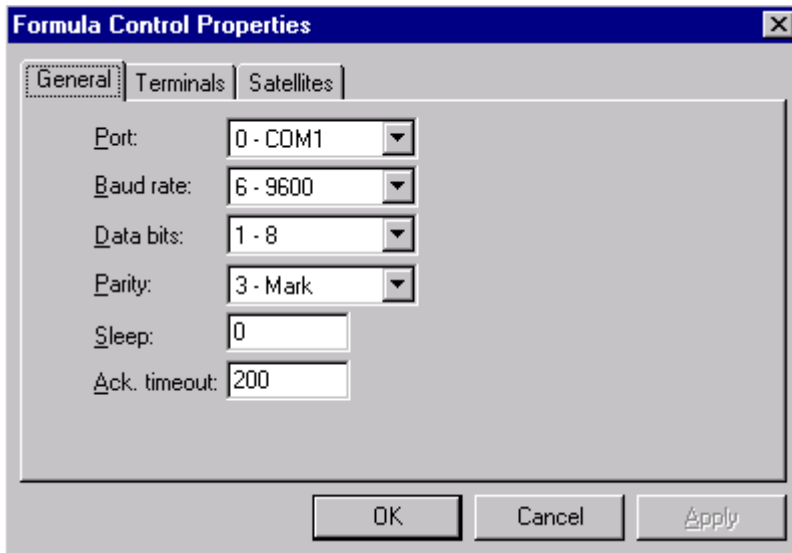 Formula Control Properties
General Terminals Satellites
Port: 0 - COM1
Baud rate: 6 - 9600
Data bits: 1 - 8
Parity: 3 - Mark
Sleep: 0
Ack. timeout: 200
OK Cancel Apply